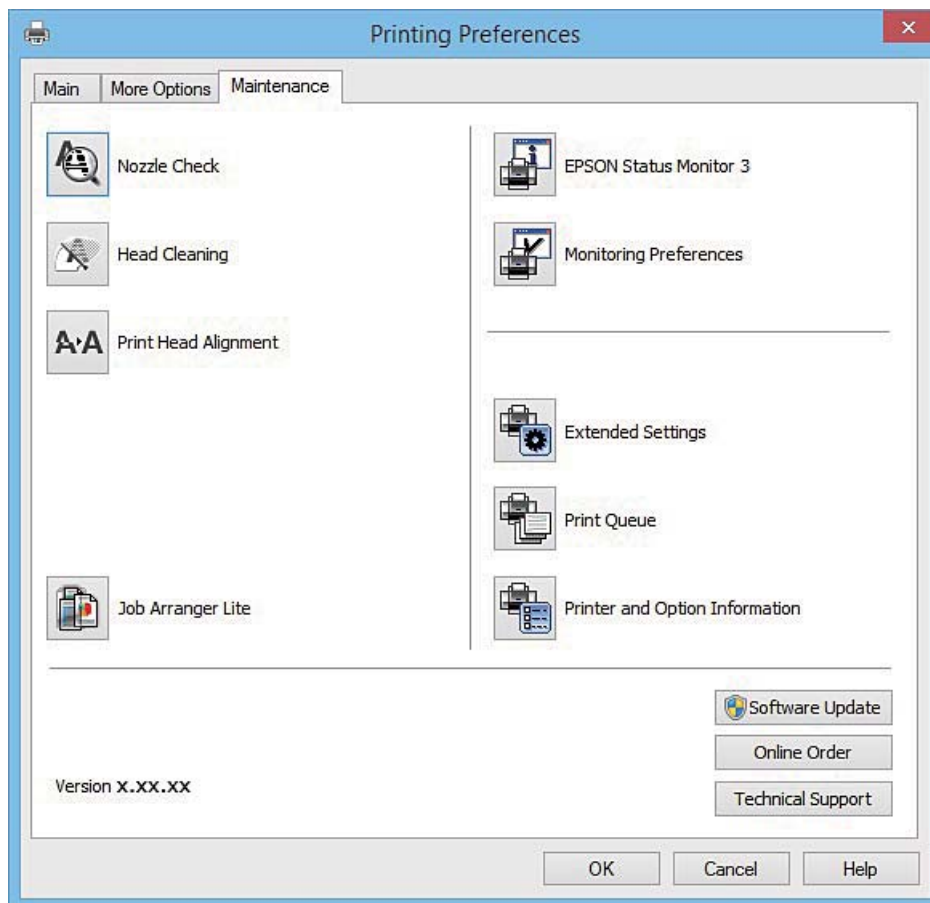 Printing Preferences
Main
More Options
Maintenance
Nozzle Check
Head Cleaning
A·A Print Head Alignment
Job Arranger Lite
EPSON Status Monitor 3
Monitoring Preferences
Extended Settings
Print Queue
Printer and Option Information
Software Update
Online Order
Technical Support
Version x.xx.xx
OK
Cancel
Help